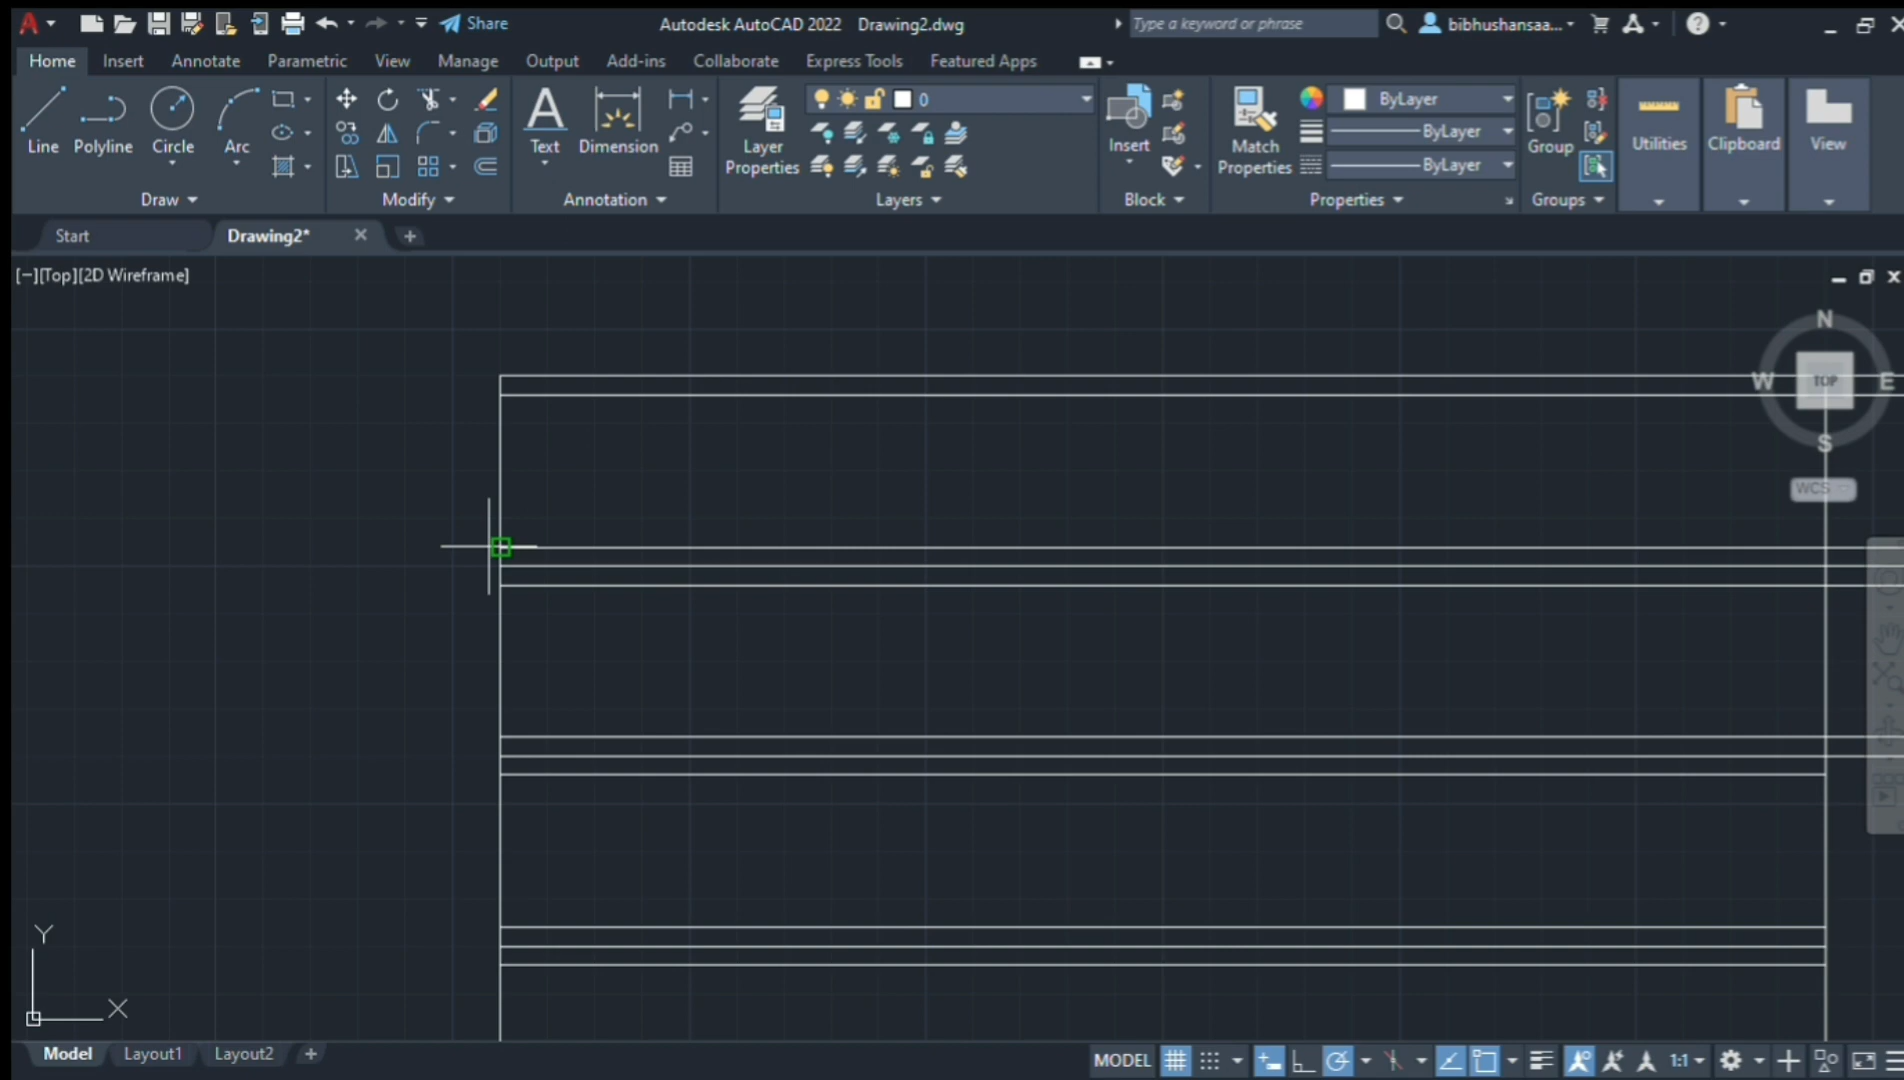 Share
Autodesk AutoCAD 2022 Drawing2.dwg
Type a keyword or phrase
bibhushansaa...
Home Insert Annotate Parametric View Manage Output Add-ins Collaborate Express Tools Featured Apps
Line Polyline Circle Arc
Text Dimension
Layer Properties
0
Insert
Match Properties
ByLayer
ByLayer
ByLayer
Group
Utilities Clipboard View
Draw Modify Annotation Layers Block Properties Groups
Start Drawing2*
[−][Top][2D Wireframe]
N
W TOP E
S
WCS
Y
X
Model Layout1 Layout2
MODEL 1:1